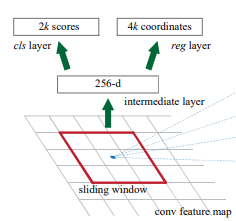 2k scores
4k coordinates
cls layer
reg layer
256-d
intermediate layer
sliding window
conv feature map